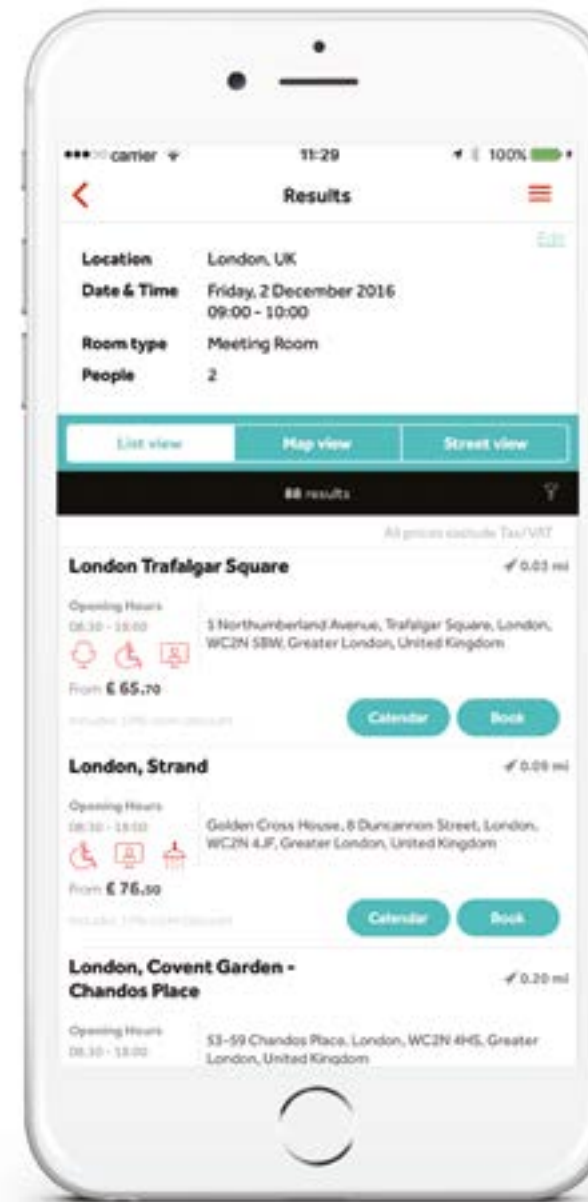 carrier 11:29 100%
Results
Edit
Location London, UK
Date & Time Friday, 2 December 2016
09:00 - 10:00
Room type Meeting Room
People 2
List view Map view Street view
88 results
All prices exclude Tax/VAT
London Trafalgar Square 0.03 mi
Opening Hours
08:30 - 18:00
5 Northumberland Avenue, Trafalgar Square, London,
WC2N 5BW, Greater London, United Kingdom
From £ 65.70
Calendar Book
London, Strand 0.09 mi
Opening Hours
08:30 - 18:00
Golden Cross House, 8 Duncannon Street, London,
WC2N 4JF, Greater London, United Kingdom
From £ 76.50
Calendar Book
London, Covent Garden -
Chandos Place 0.20 mi
Opening Hours
08:30 - 18:00
53-59 Chandos Place, London, WC2N 4HS, Greater
London, United Kingdom